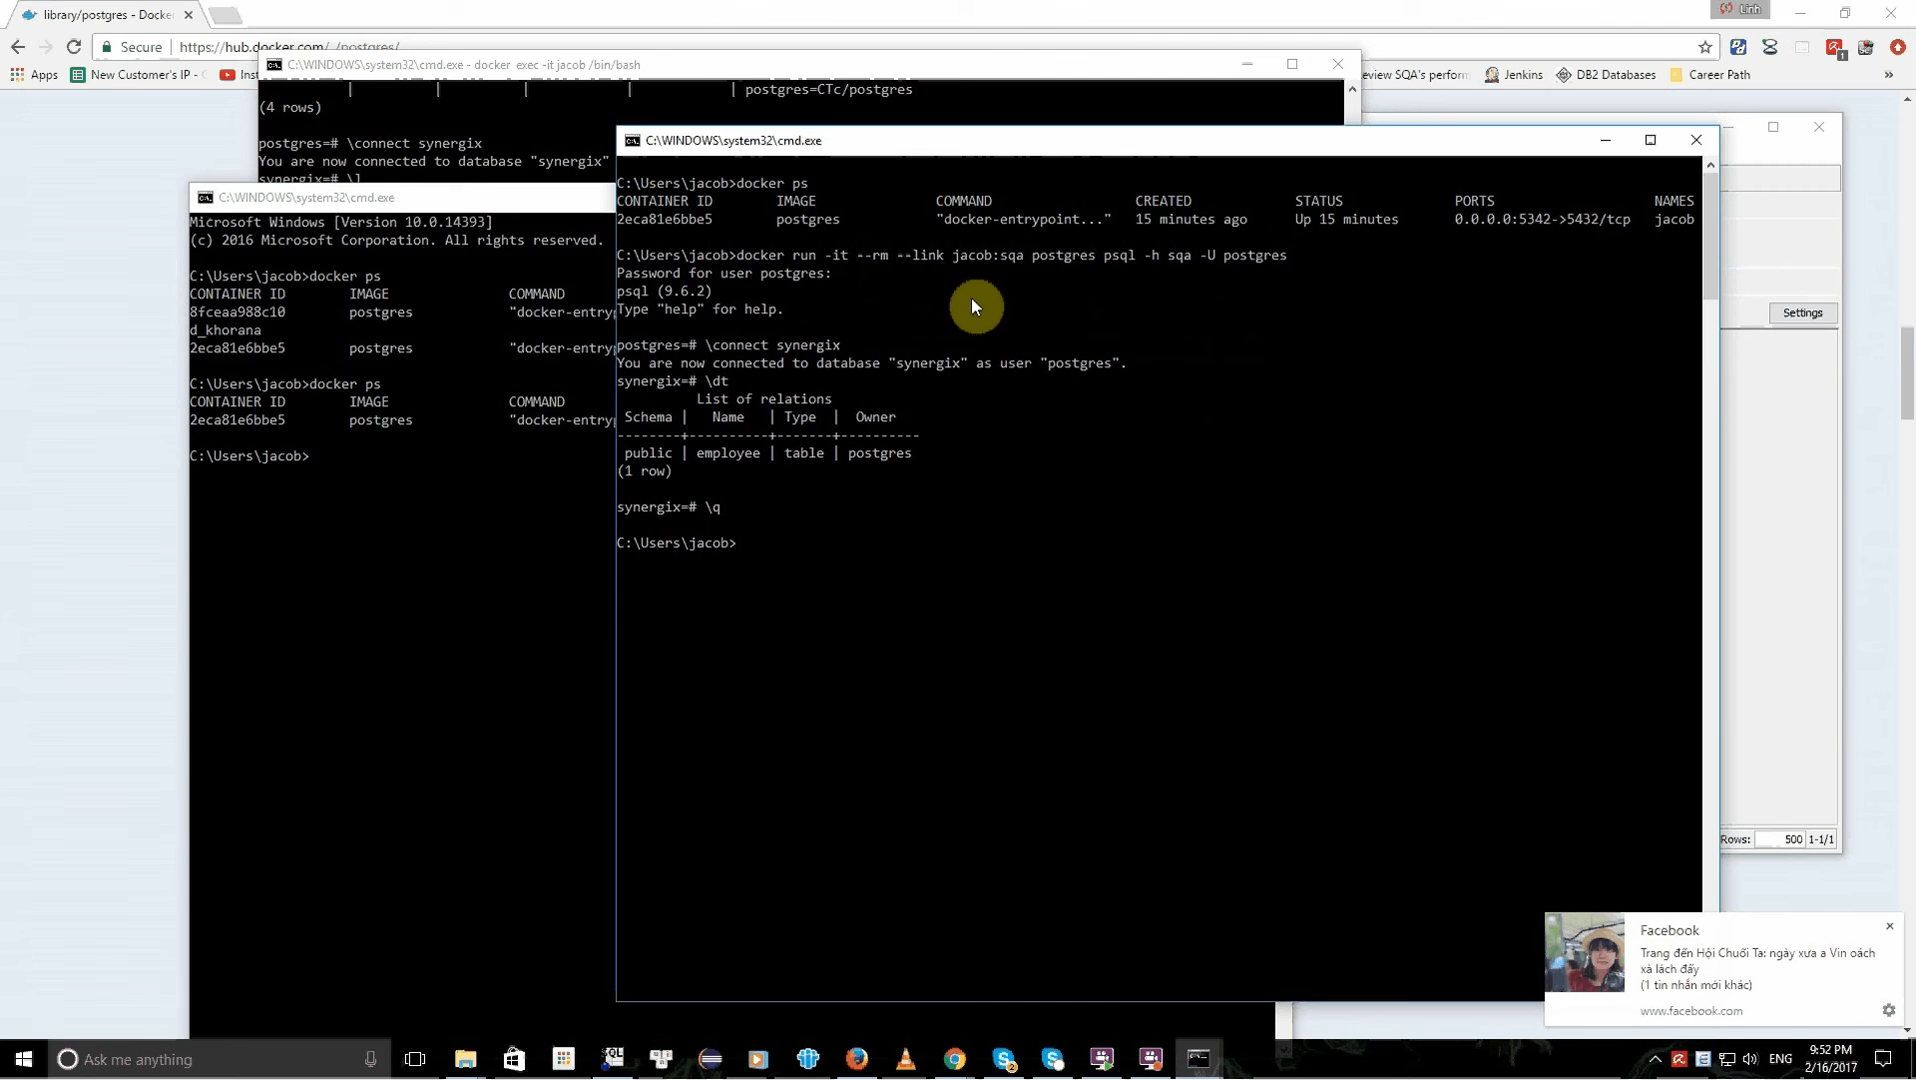 library/postgres - Docker
Linh
Secure
https://hub.docker.com/_/postgres/
Apps
New Customer's IP -
Inst
eview SQA's perform
Jenkins
DB2 Databases
Career Path
»
C:\WINDOWS\system32\cmd.exe - docker exec -it jacob /bin/bash
| | | | | postgres=CTc/postgres
(4 rows)
postgres=# \connect synergix
You are now connected to database "synergix"
synergix=# \l
C:\WINDOWS\system32\cmd.exe
Microsoft Windows [Version 10.0.14393]
(c) 2016 Microsoft Corporation. All rights reserved.
C:\Users\jacob>docker ps
CONTAINER ID IMAGE COMMAND
8fceaa988c10 postgres "docker-entryp
d_khorana
2eca81e6bbe5 postgres "docker-entryp
C:\Users\jacob>docker ps
CONTAINER ID IMAGE COMMAND
2eca81e6bbe5 postgres "docker-entryp
C:\Users\jacob>
C:\WINDOWS\system32\cmd.exe
C:\Users\jacob>docker ps
CONTAINER ID IMAGE COMMAND CREATED STATUS PORTS NAMES
2eca81e6bbe5 postgres "docker-entrypoint..." 15 minutes ago Up 15 minutes 0.0.0.0:5342->5432/tcp jacob
C:\Users\jacob>docker run -it --rm --link jacob:sqa postgres psql -h sqa -U postgres
Password for user postgres:
psql (9.6.2)
Type "help" for help.
postgres=# \connect synergix
You are now connected to database "synergix" as user "postgres".
synergix=# \dt
List of relations
Schema | Name | Type | Owner
--------+----------+-------+----------
public | employee | table | postgres
(1 row)
synergix=# \q
C:\Users\jacob>
Settings
Rows: 500 1-1/1
Facebook
Trang đến Hội Chuối Ta: ngày xưa a Vin oách
xà lách đấy
(1 tin nhắn mới khác)
www.facebook.com
Ask me anything
SQL
2
ENG
9:52 PM
2/16/2017